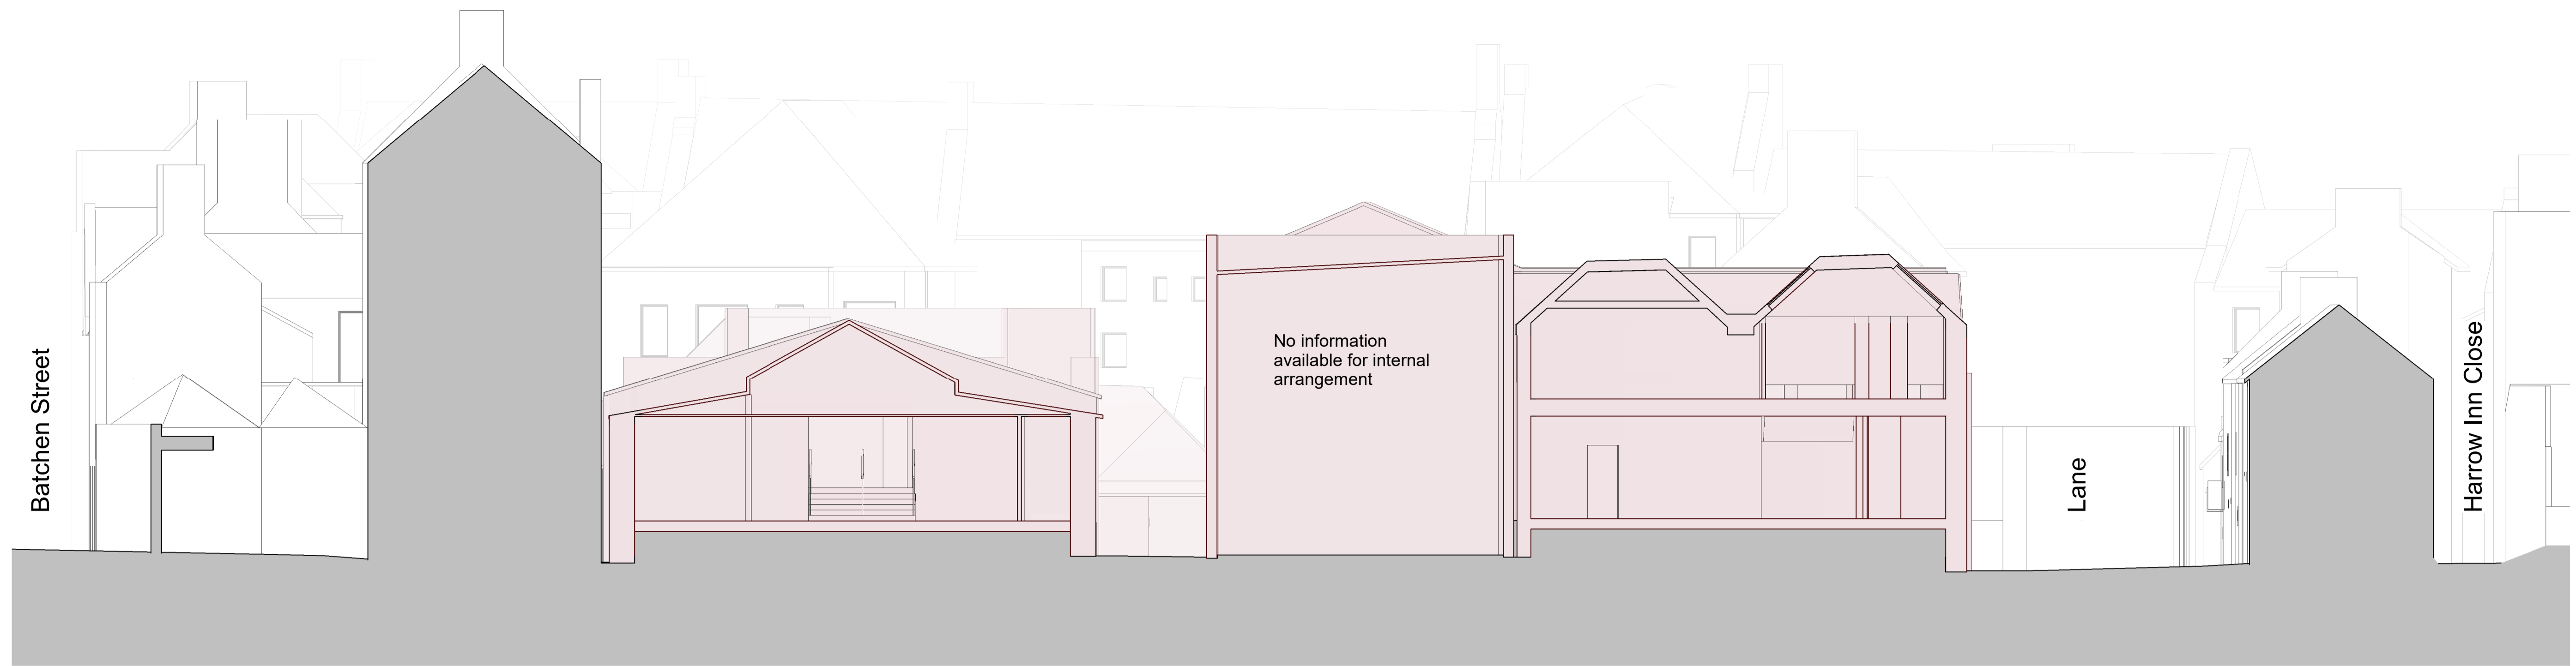 Batchen Street
No information
available for internal
arrangement
Lane
Harrow Inn Close